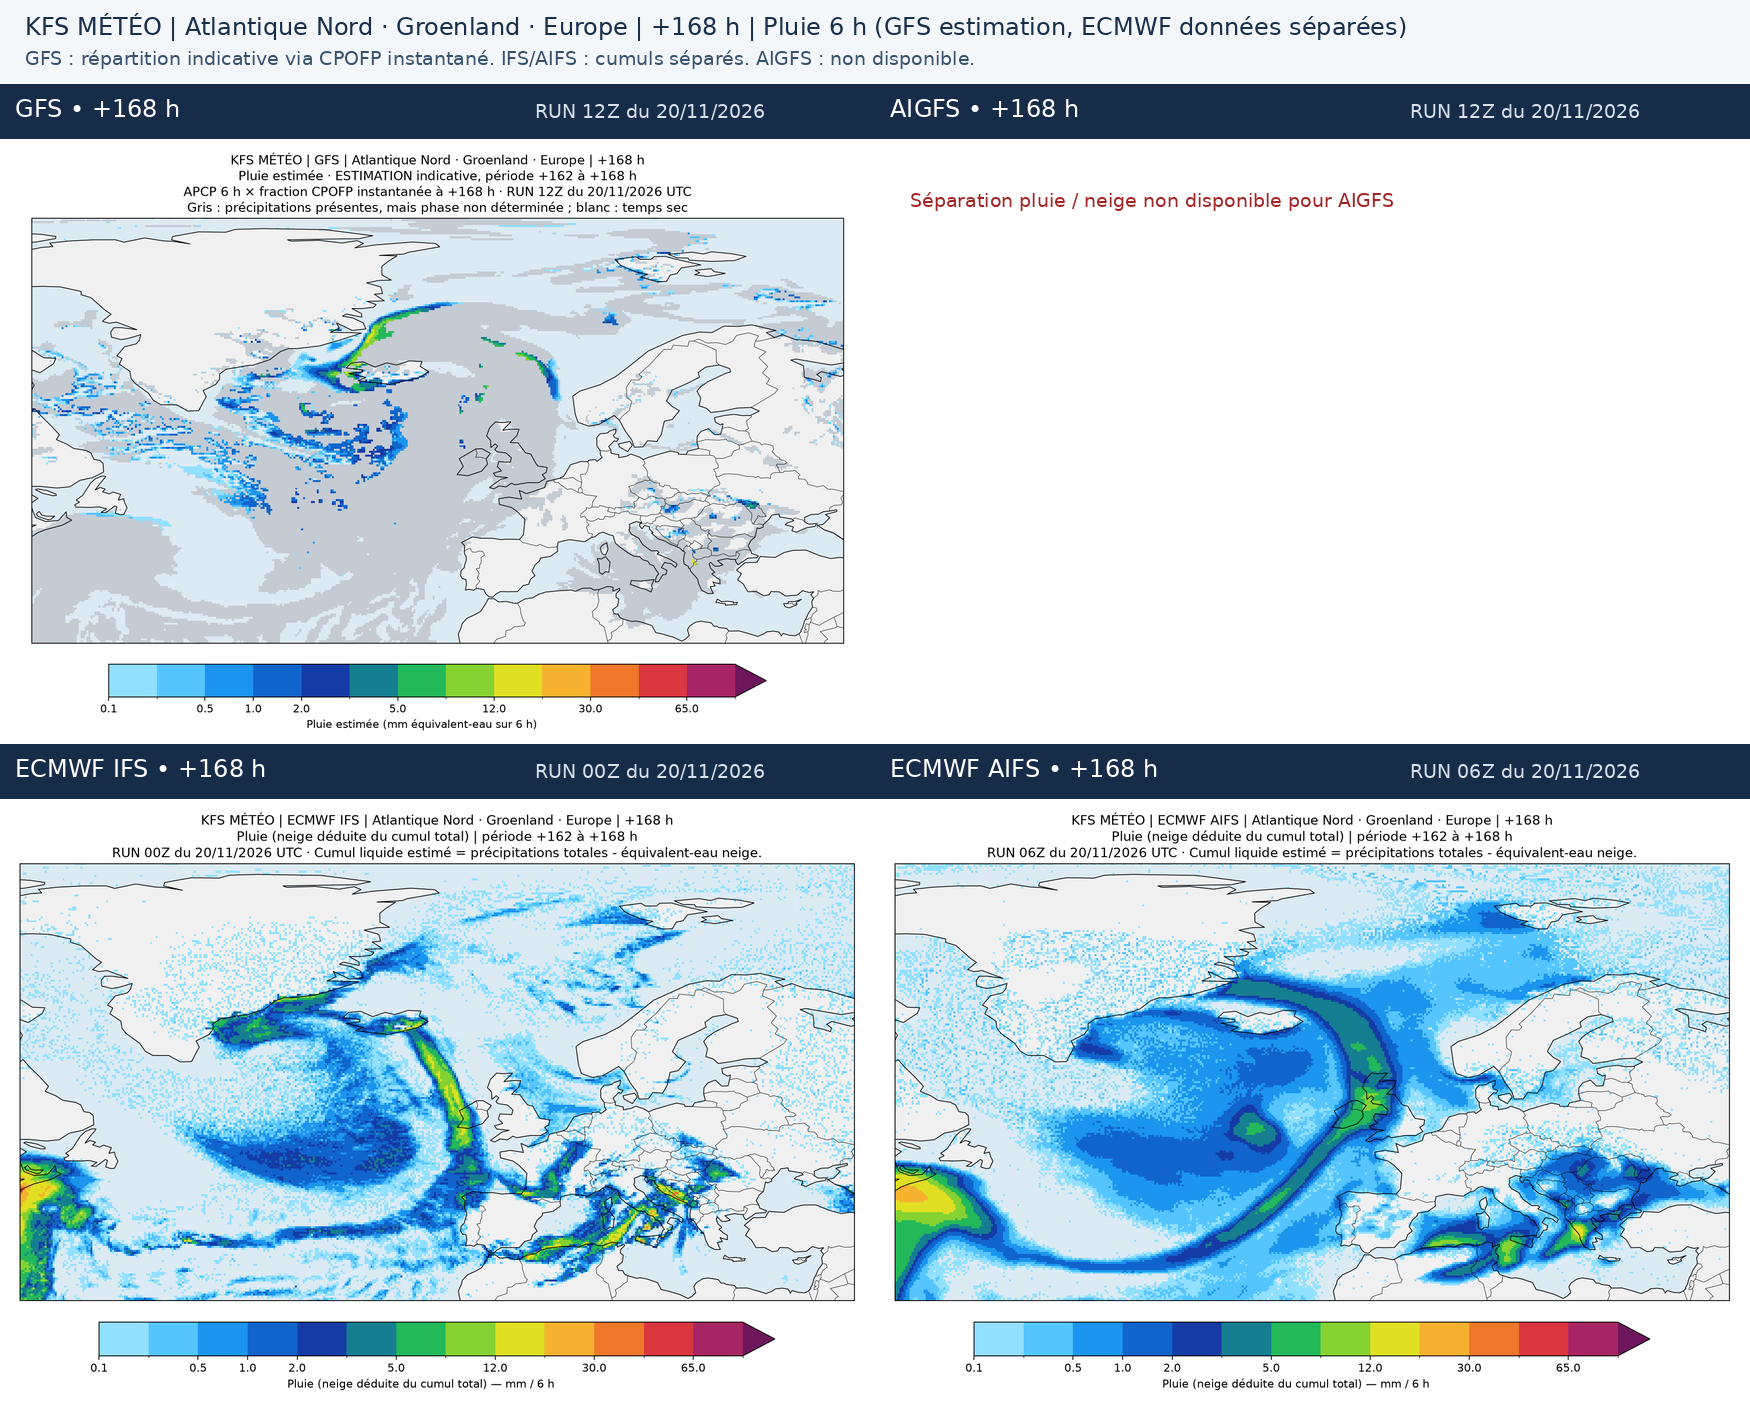 KFS MÉTÉO | Atlantique Nord · Groenland · Europe | +168 h | Pluie 6 h (GFS estimation, ECMWF données séparées)
GFS : répartition indicative via CPOFP instantané. IFS/AIFS : cumuls séparés. AIGFS : non disponible.
GFS • +168 h
RUN 12Z du 20/11/2026
AIGFS • +168 h
RUN 12Z du 20/11/2026
KFS MÉTÉO | GFS | Atlantique Nord · Groenland · Europe | +168 h
Pluie estimée · ESTIMATION indicative, période +162 à +168 h
APCP 6 h × fraction CPOFP instantanée à +168 h · RUN 12Z du 20/11/2026 UTC
Gris : précipitations présentes, mais phase non déterminée ; blanc : temps sec
Séparation pluie / neige non disponible pour AIGFS
0.1 0.5 1.0 2.0 5.0 12.0 30.0 65.0
Pluie estimée (mm équivalent-eau sur 6 h)
ECMWF IFS • +168 h
RUN 00Z du 20/11/2026
ECMWF AIFS • +168 h
RUN 06Z du 20/11/2026
KFS MÉTÉO | ECMWF IFS | Atlantique Nord · Groenland · Europe | +168 h
Pluie (neige déduite du cumul total) | période +162 à +168 h
RUN 00Z du 20/11/2026 UTC · Cumul liquide estimé = précipitations totales - équivalent-eau neige.
KFS MÉTÉO | ECMWF AIFS | Atlantique Nord · Groenland · Europe | +168 h
Pluie (neige déduite du cumul total) | période +162 à +168 h
RUN 06Z du 20/11/2026 UTC · Cumul liquide estimé = précipitations totales - équivalent-eau neige.
0.1 0.5 1.0 2.0 5.0 12.0 30.0 65.0
Pluie (neige déduite du cumul total) — mm / 6 h
0.1 0.5 1.0 2.0 5.0 12.0 30.0 65.0
Pluie (neige déduite du cumul total) — mm / 6 h